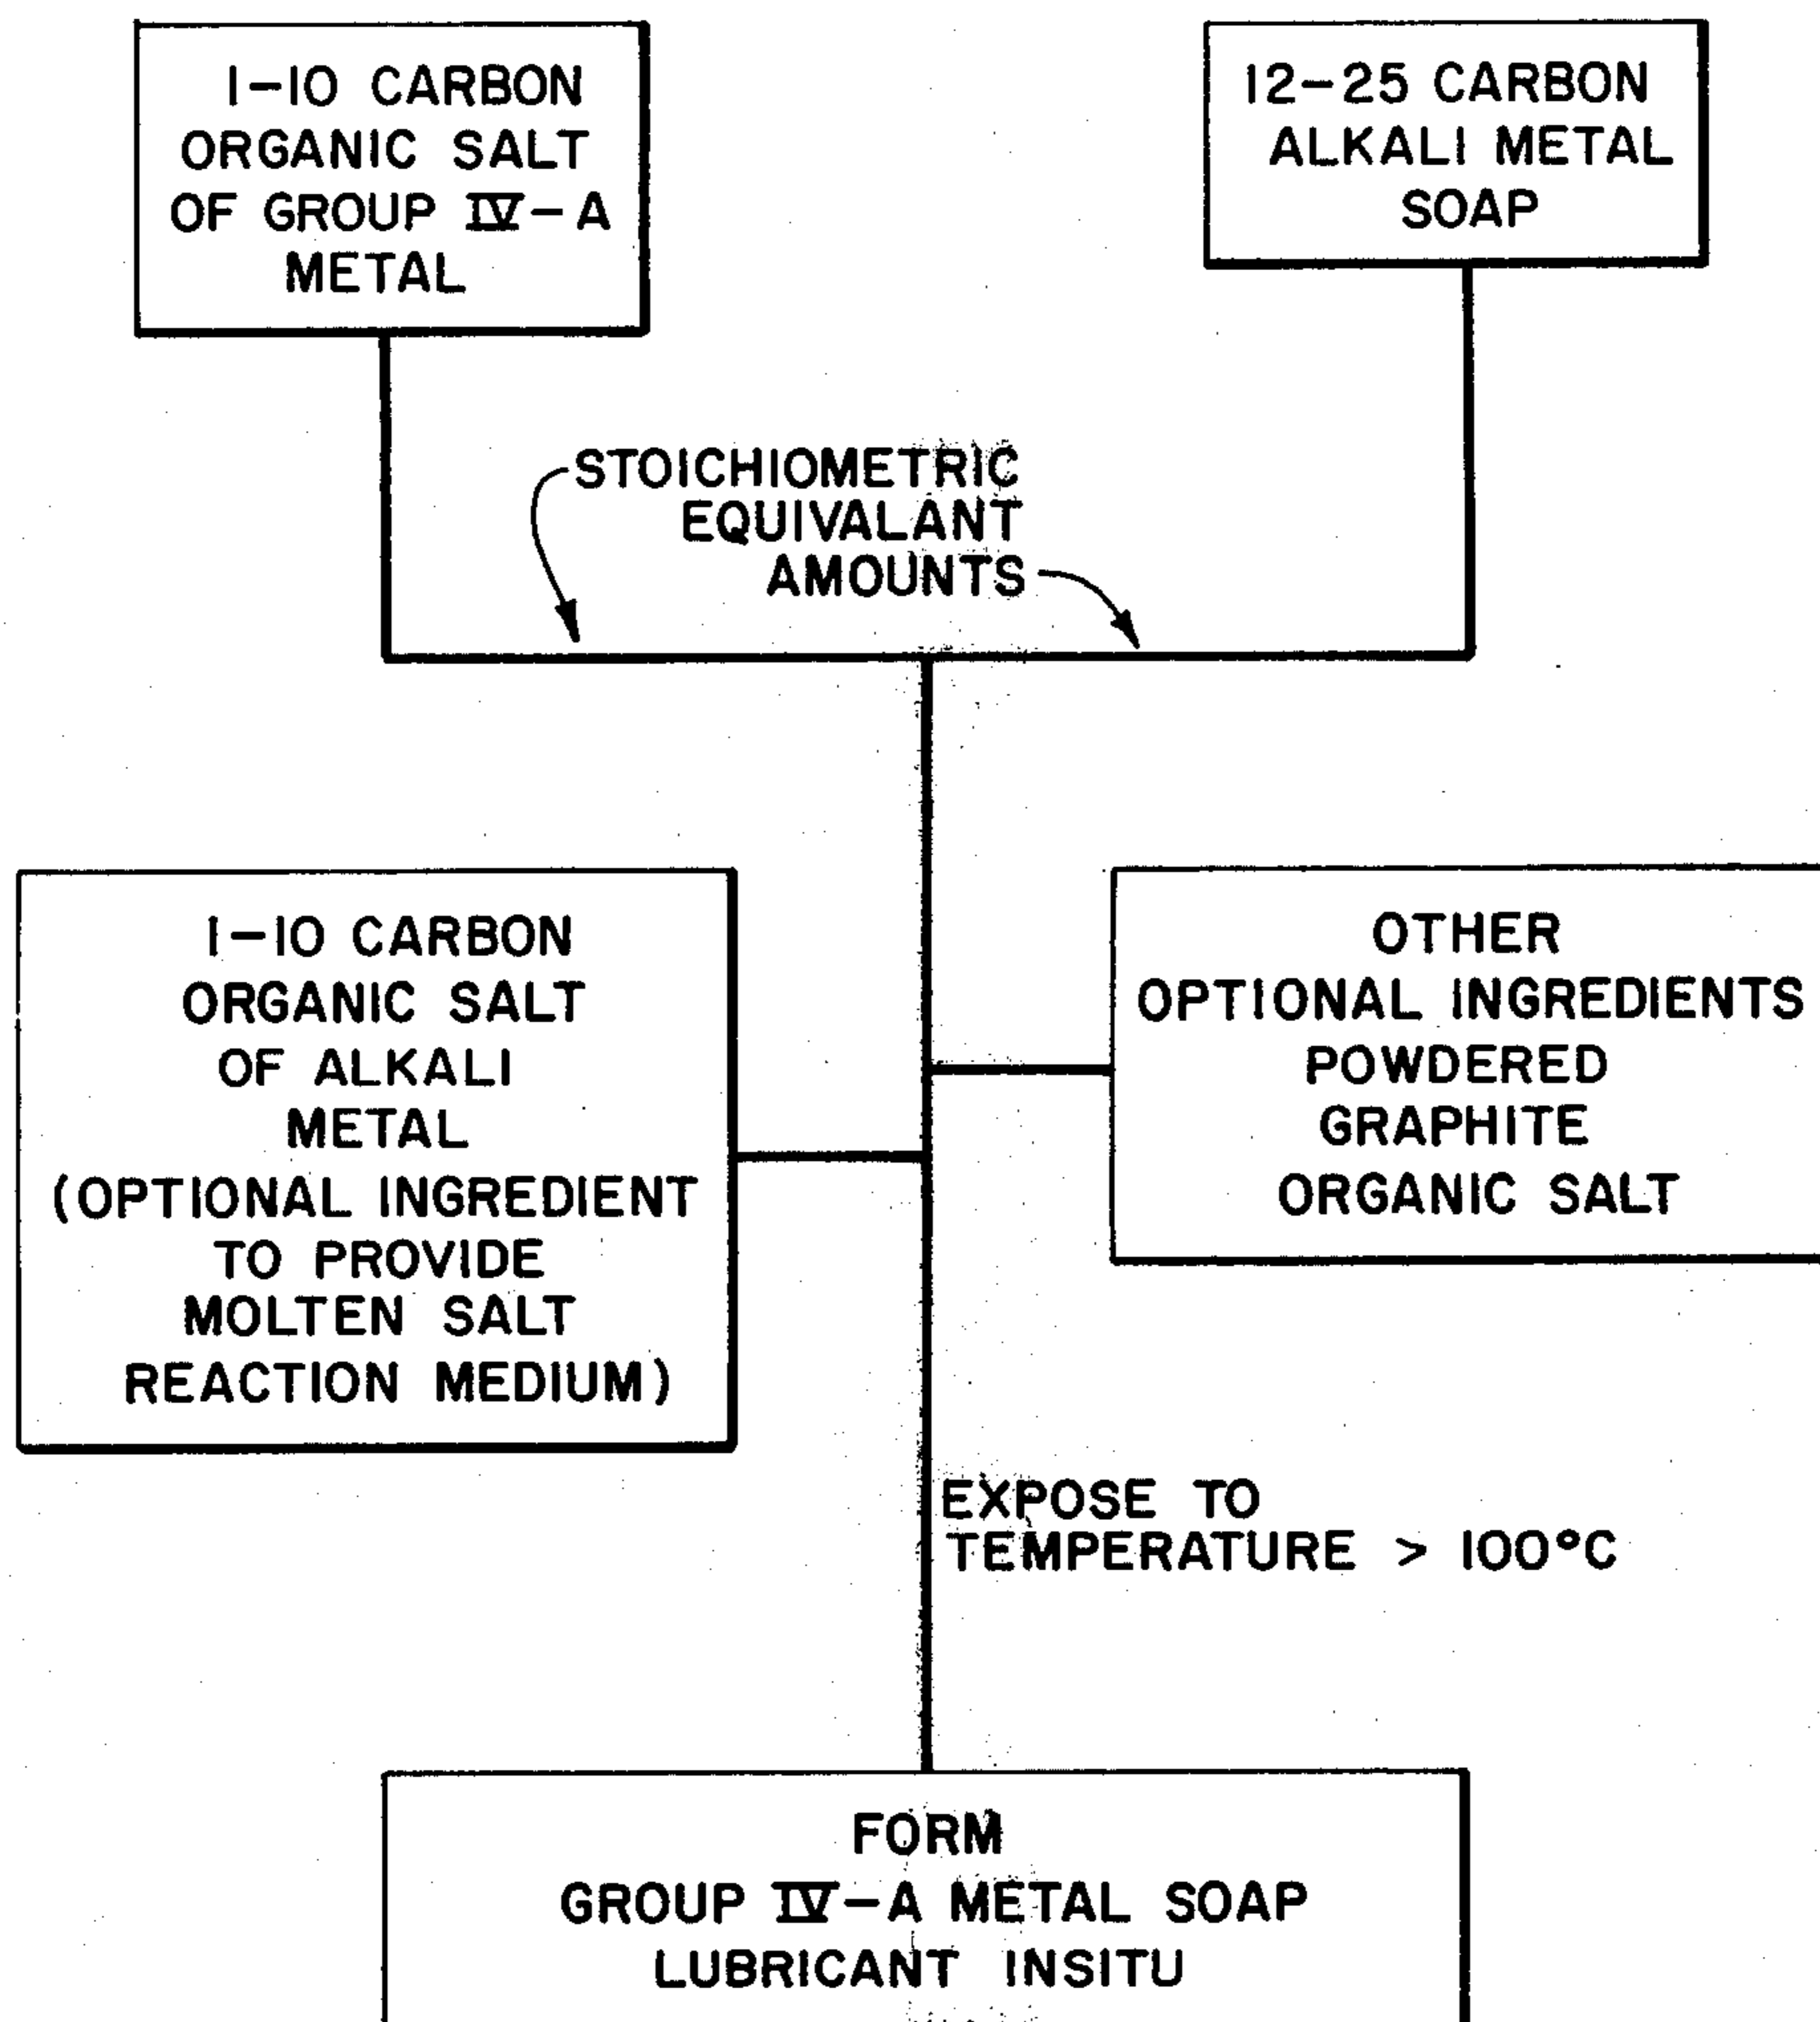 1-10 CARBON
ORGANIC SALT
OF GROUP IV-A
METAL
12-25 CARBON
ALKALI METAL
SOAP
STOICHIOMETRIC
EQUIVALANT
AMOUNTS
1-10 CARBON
ORGANIC SALT
OF ALKALI
METAL
(OPTIONAL INGREDIENT
TO PROVIDE
MOLTEN SALT
REACTION MEDIUM)
OTHER
OPTIONAL INGREDIENTS
POWDERED
GRAPHITE
ORGANIC SALT
EXPOSE TO
TEMPERATURE > 100°C
FORM
GROUP IV-A METAL SOAP
LUBRICANT INSITU